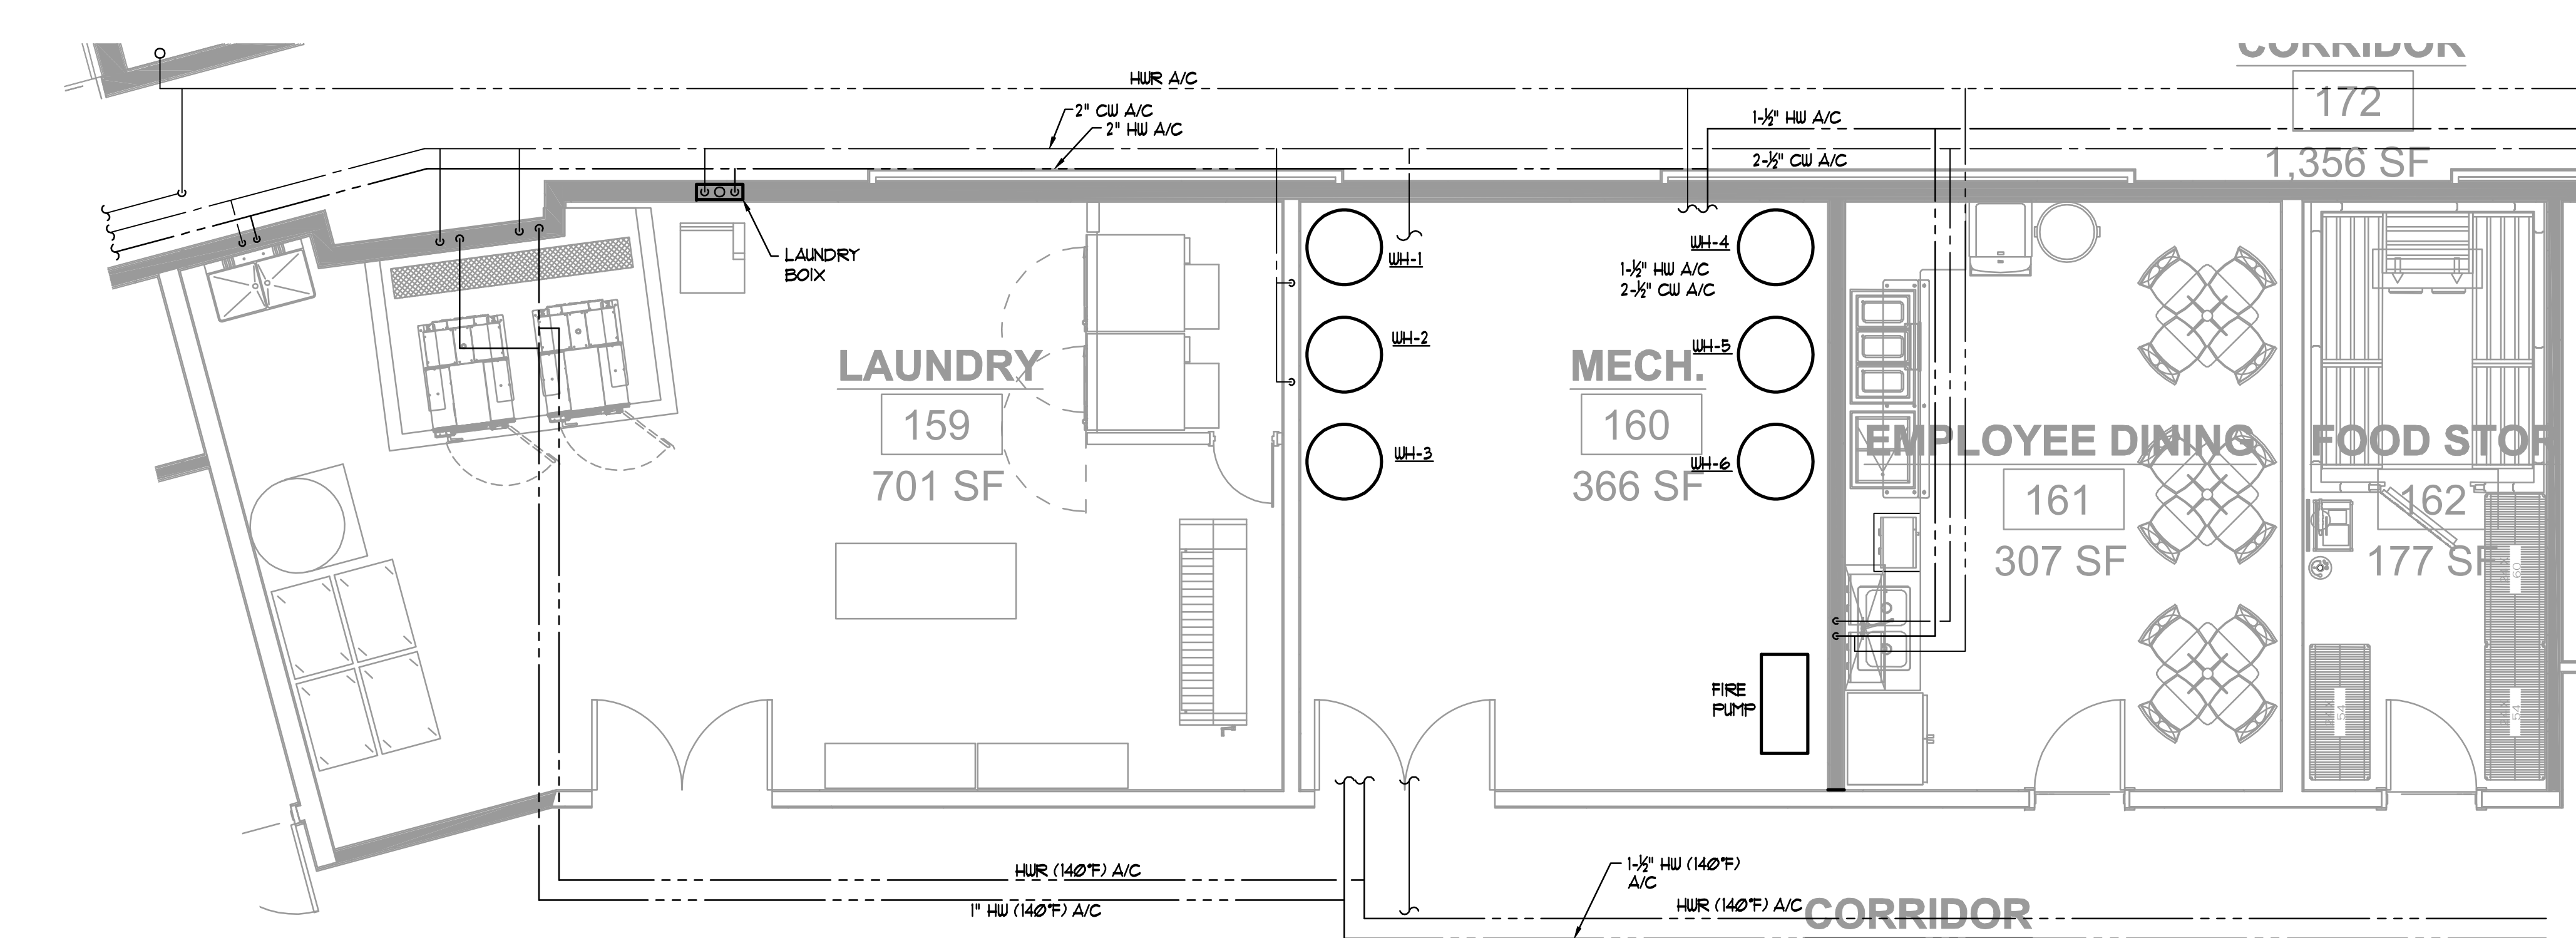 CORRIDOR
172
1,356 SF
HWR A/C
2" CW A/C
2" HW A/C
1-½" HW A/C
2-½" CW A/C
LAUNDRY
BOIX
WH-1
WH-4
1-½" HW A/C
2-½" CW A/C
WH-2
WH-5
WH-3
WH-6
LAUNDRY
159
701 SF
MECH.
160
366 SF
EMPLOYEE DINING
161
307 SF
FOOD STOR
162
177 SF
60
54
54
FIRE
PUMP
HWR (140°F) A/C
1" HW (140°F) A/C
1-½" HW (140°F)
A/C
HWR (140°F) A/C
CORRIDOR